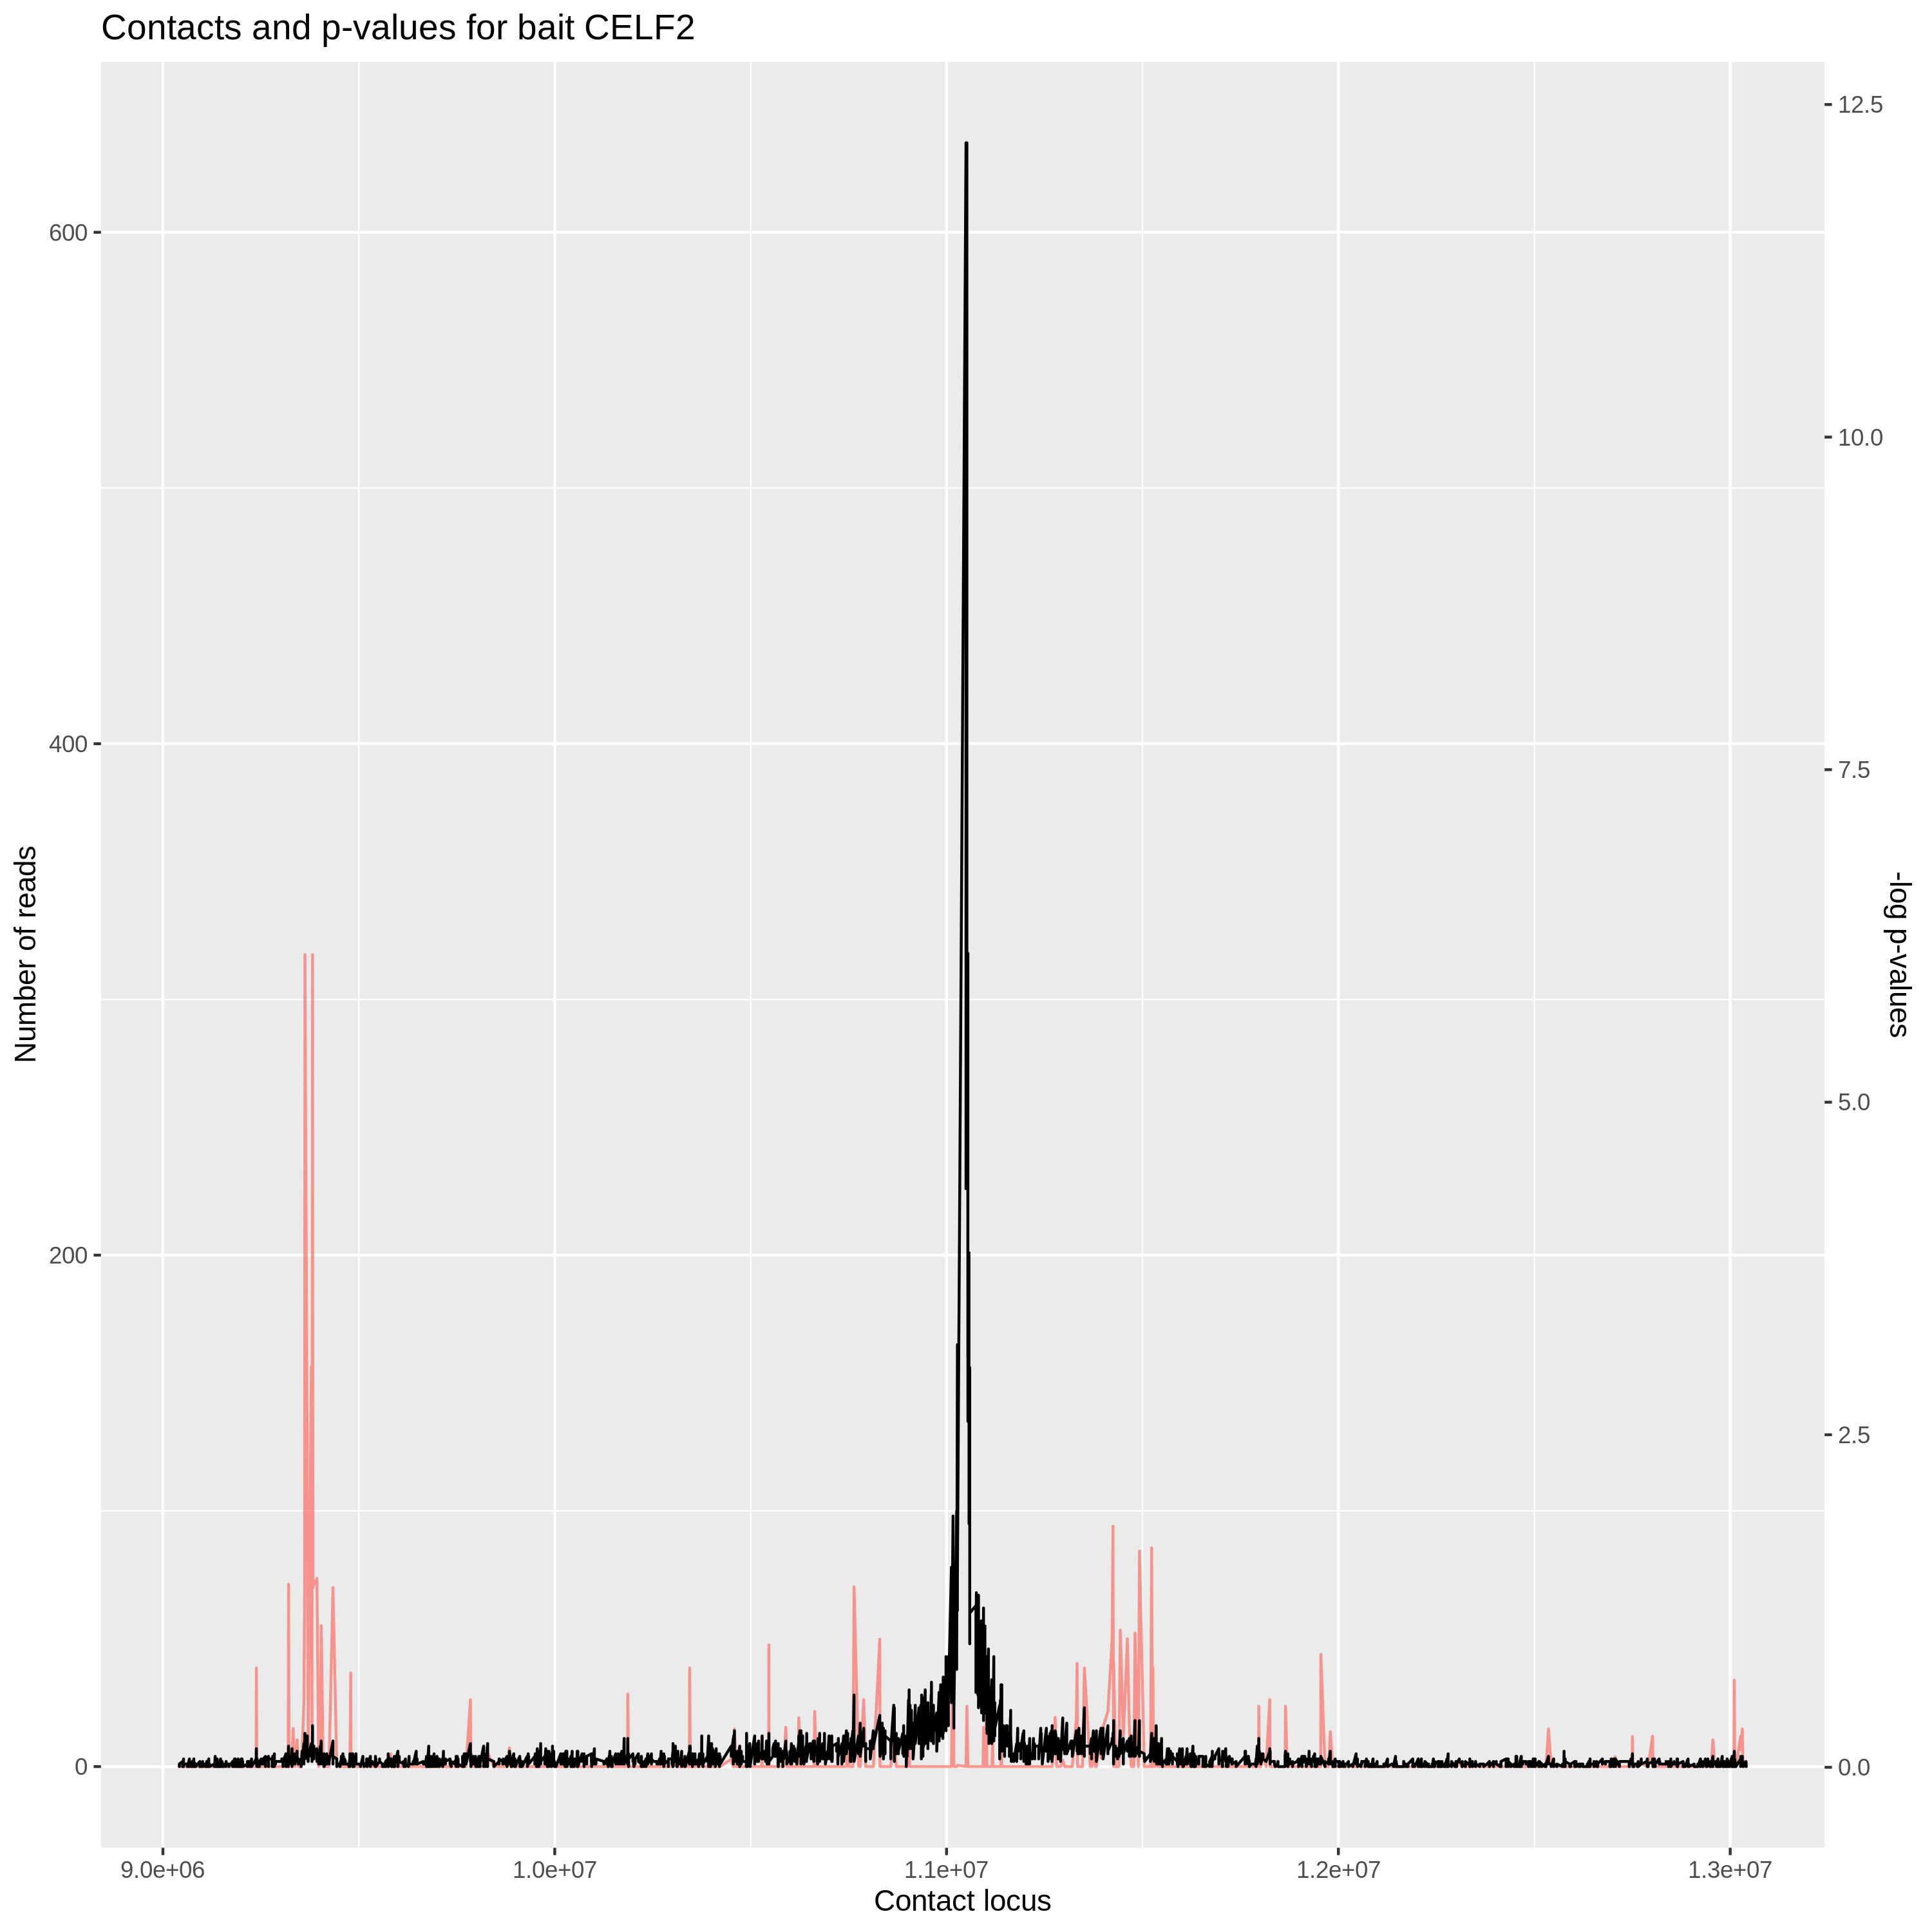 Contacts and p-values for bait CELF2
Number of reads
600
400
200
0
12.5
10.0
7.5
5.0
2.5
0.0
-log p-values
9.0e+06
1.0e+07
1.1e+07
1.2e+07
1.3e+07
Contact locus